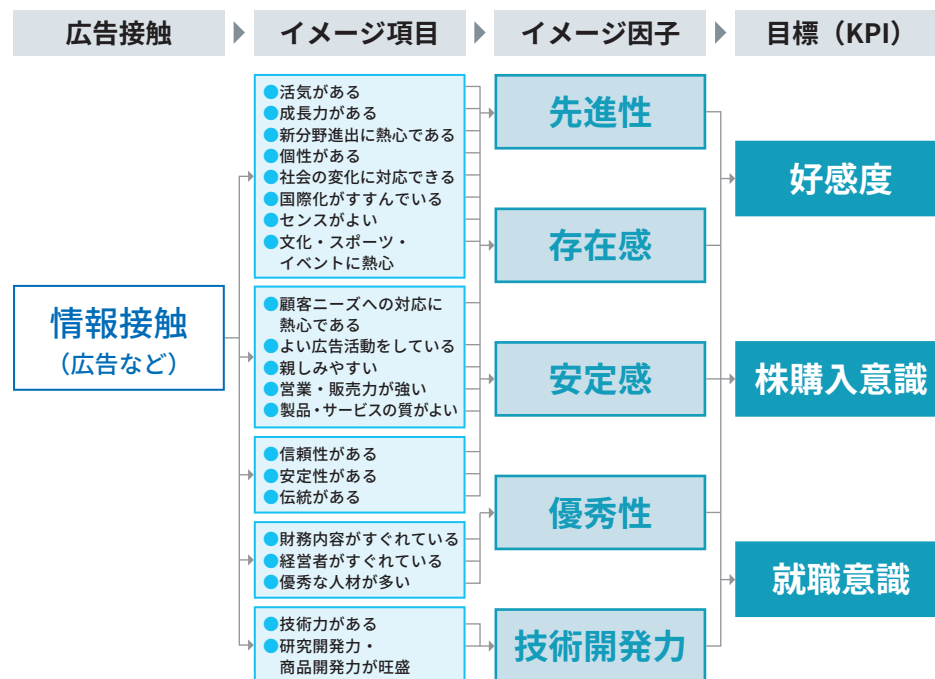 広告接触
イメージ項目
イメージ因子
目標（KPI）
情報接触
（広告など）
●活気がある
●成長力がある
●新分野進出に熱心である
●個性がある
●社会の変化に対応できる
●国際化がすすんでいる
●センスがよい
●文化・スポーツ・
イベントに熱心
●顧客ニーズへの対応に
熱心である
●よい広告活動をしている
●親しみやすい
●営業・販売力が強い
●製品・サービスの質がよい
●信頼性がある
●安定性がある
●伝統がある
●財務内容がすぐれている
●経営者がすぐれている
●優秀な人材が多い
●技術力がある
●研究開発力・
商品開発力が旺盛
先進性
存在感
安定感
優秀性
技術開発力
好感度
株購入意識
就職意識